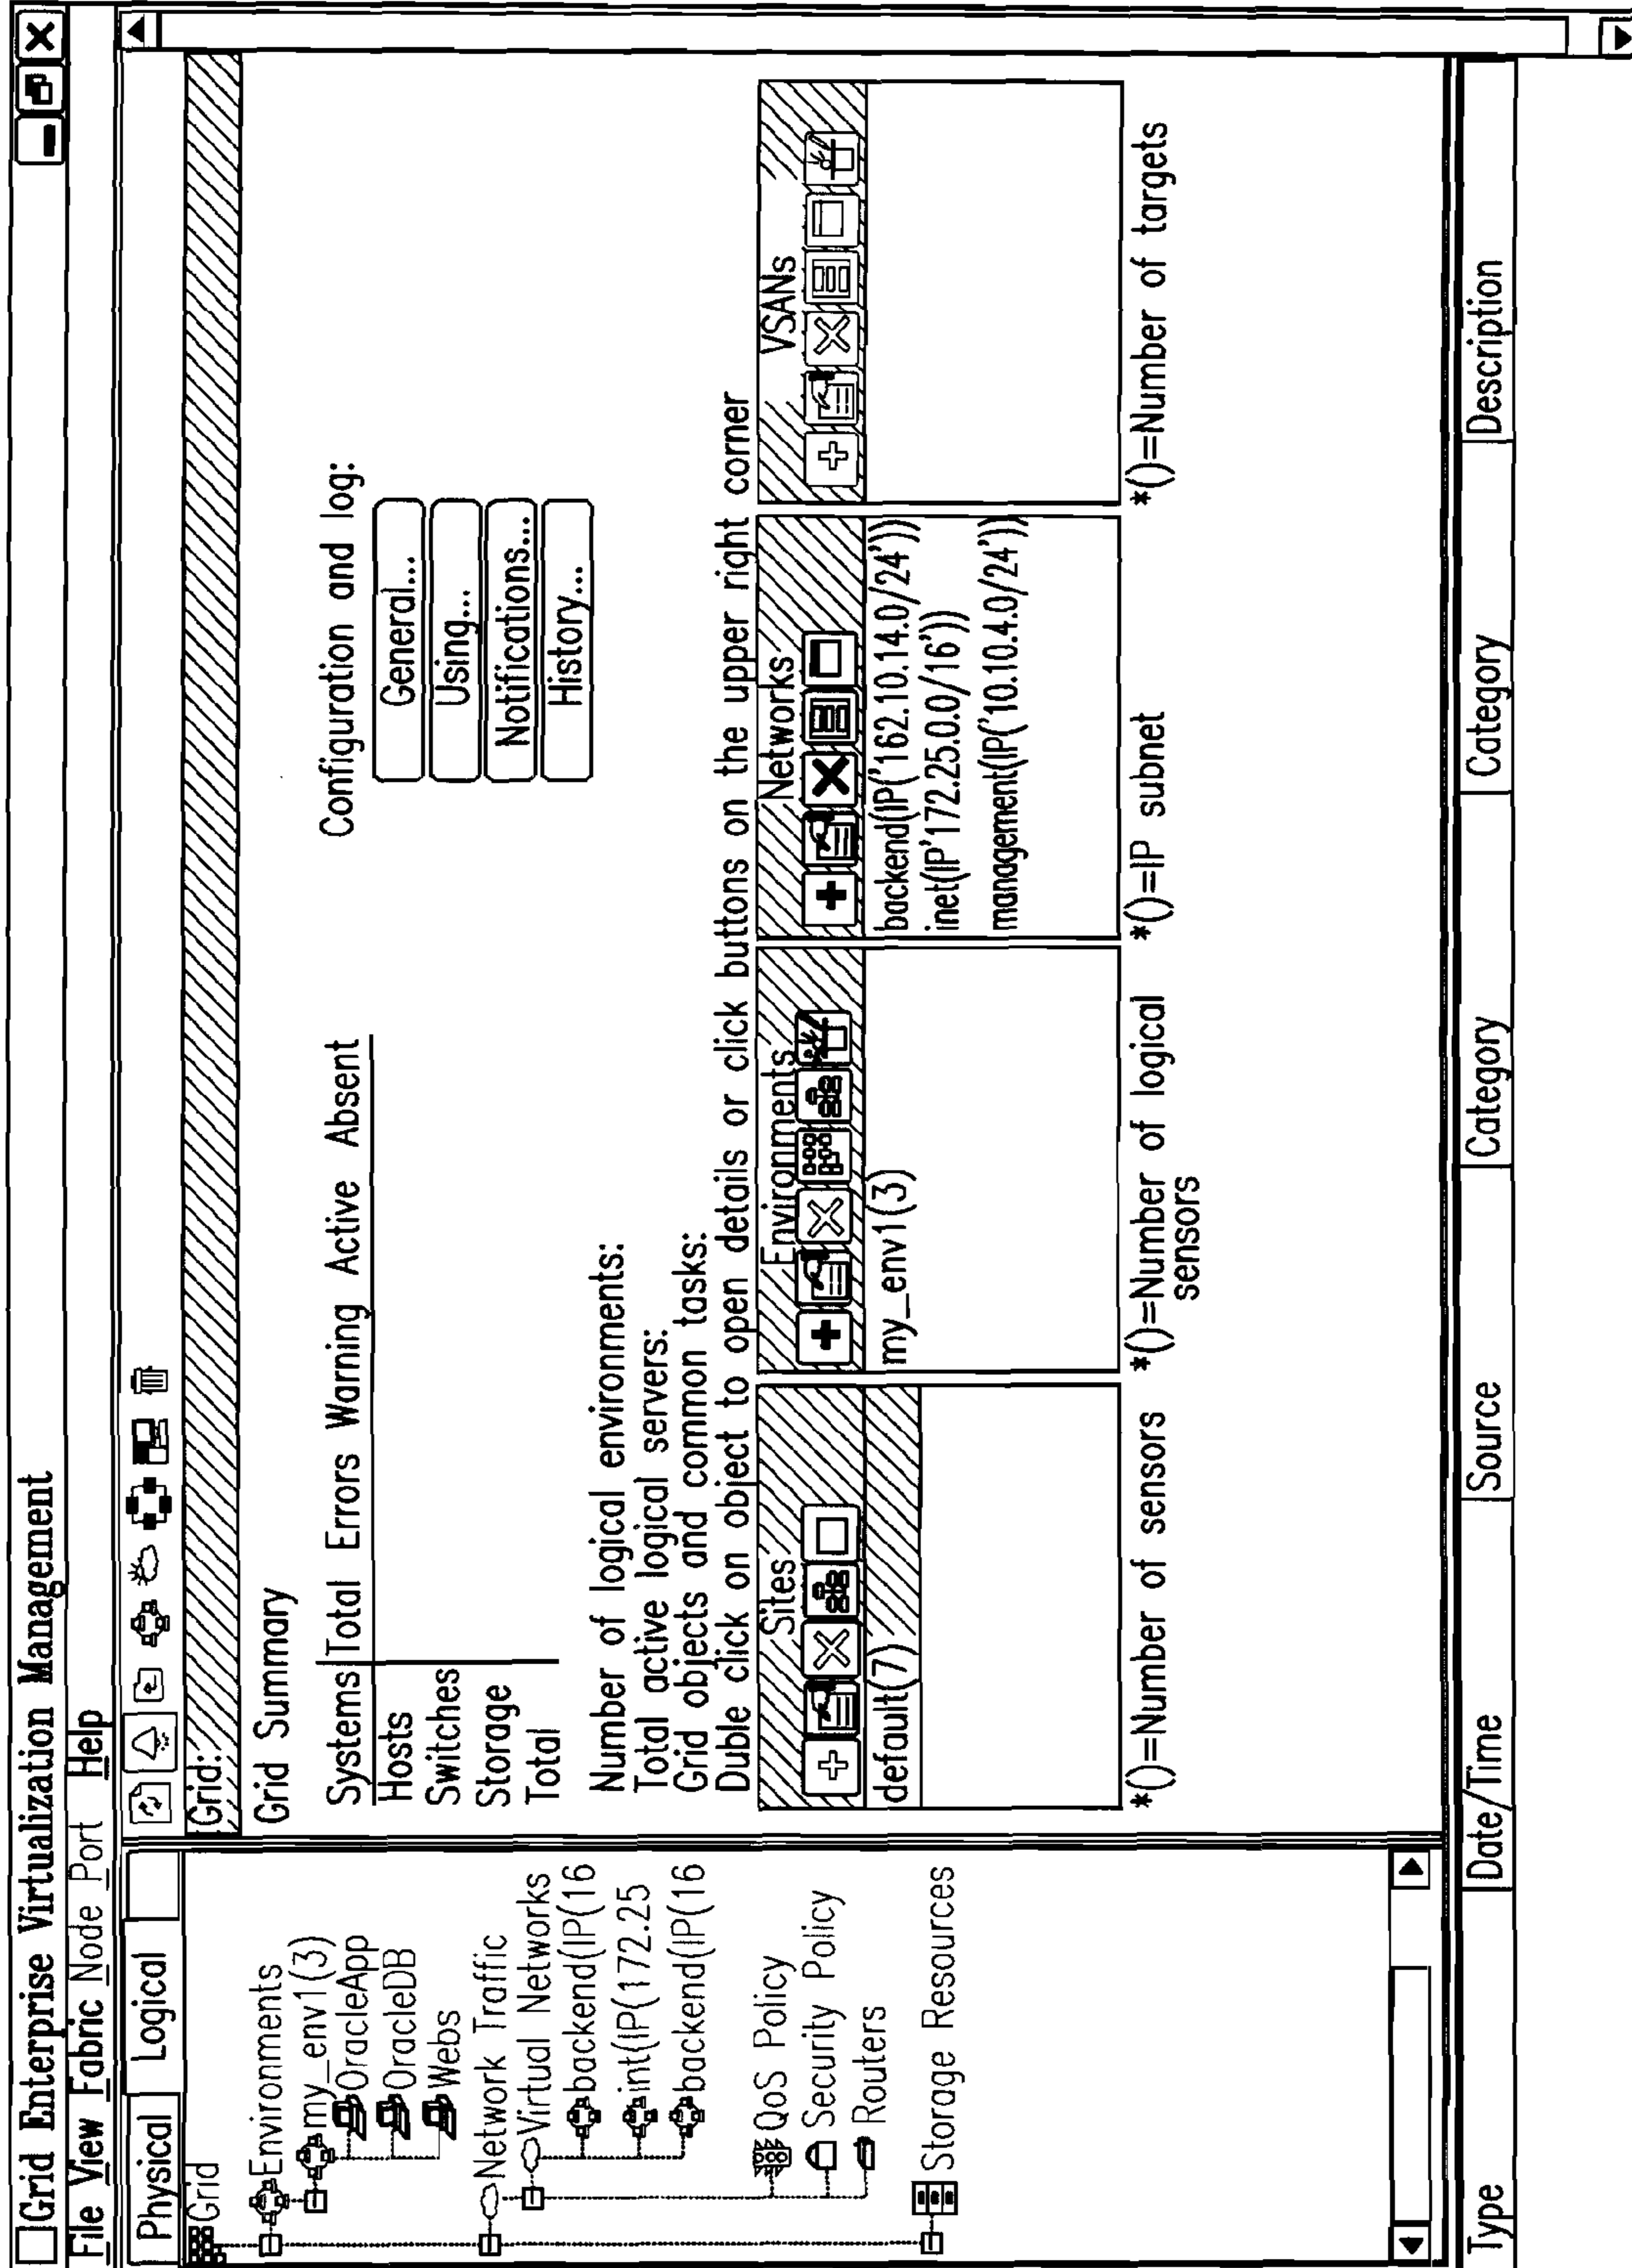 Grid Enterprise Virtualization Management
File View Fabric Node Port Help
Physical Logical
Grid
Environments
my_env1(3)
OracleApp
OracleDB
Webs
Network Traffic
Virtual Networks
backend(IP(16
int(IP(172.25
backend(IP(16
QoS Policy
Security Policy
Routers
Storage Resources
Grid:
Grid Summary
Systems Total Errors Warning Active Absent
Hosts
Switches
Storage
Total
Configuration and log:
General...
Using...
Notifications...
History...
Number of logical environments:
Total active logical servers:
Grid objects and common tasks:
Duble click on object to open details or click buttons on the upper right corner
Sites
default(7)
*()=Number of sensors
Environments
my_env1(3)
*()=Number of logical
sensors
Networks
backend(IP('162.10.14.0/24'))
inet(IP'172.25.0.0/16'))
management(IP('10.10.4.0/24'))
*()=IP subnet
VSANs
*()=Number of targets
Type Date/Time Source Category Category Description